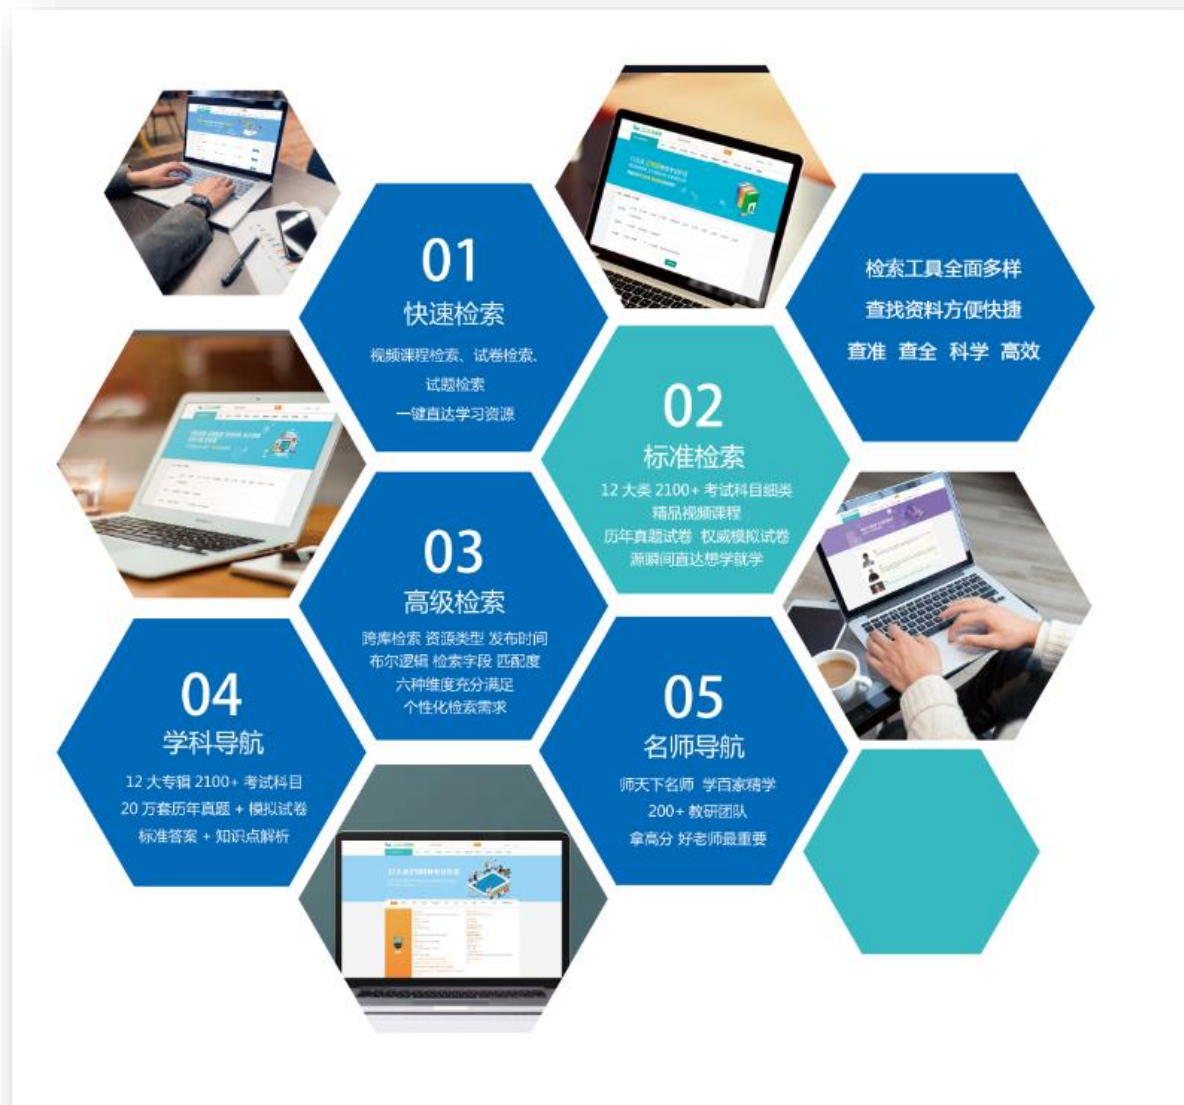 01
快速检索
视频课程检索、试卷检索、
试题检索
一键直达学习资源
检索工具全面多样
查找资料方便快捷
查准 查全 科学 高效
02
标准检索
12 大类 2100+ 考试科目细类
精品视频课程
历年真题试卷 权威模拟试卷
源瞬间直达想学就学
03
高级检索
跨库检索 资源类型 发布时间
布尔逻辑 检索字段 匹配度
六种维度充分满足
个性化检索需求
04
学科导航
12 大专辑 2100+ 考试科目
20 万套历年真题 + 模拟试卷
标准答案 + 知识点解析
05
名师导航
师天下名师 学百家精学
200+ 教研团队
拿高分 好老师最重要